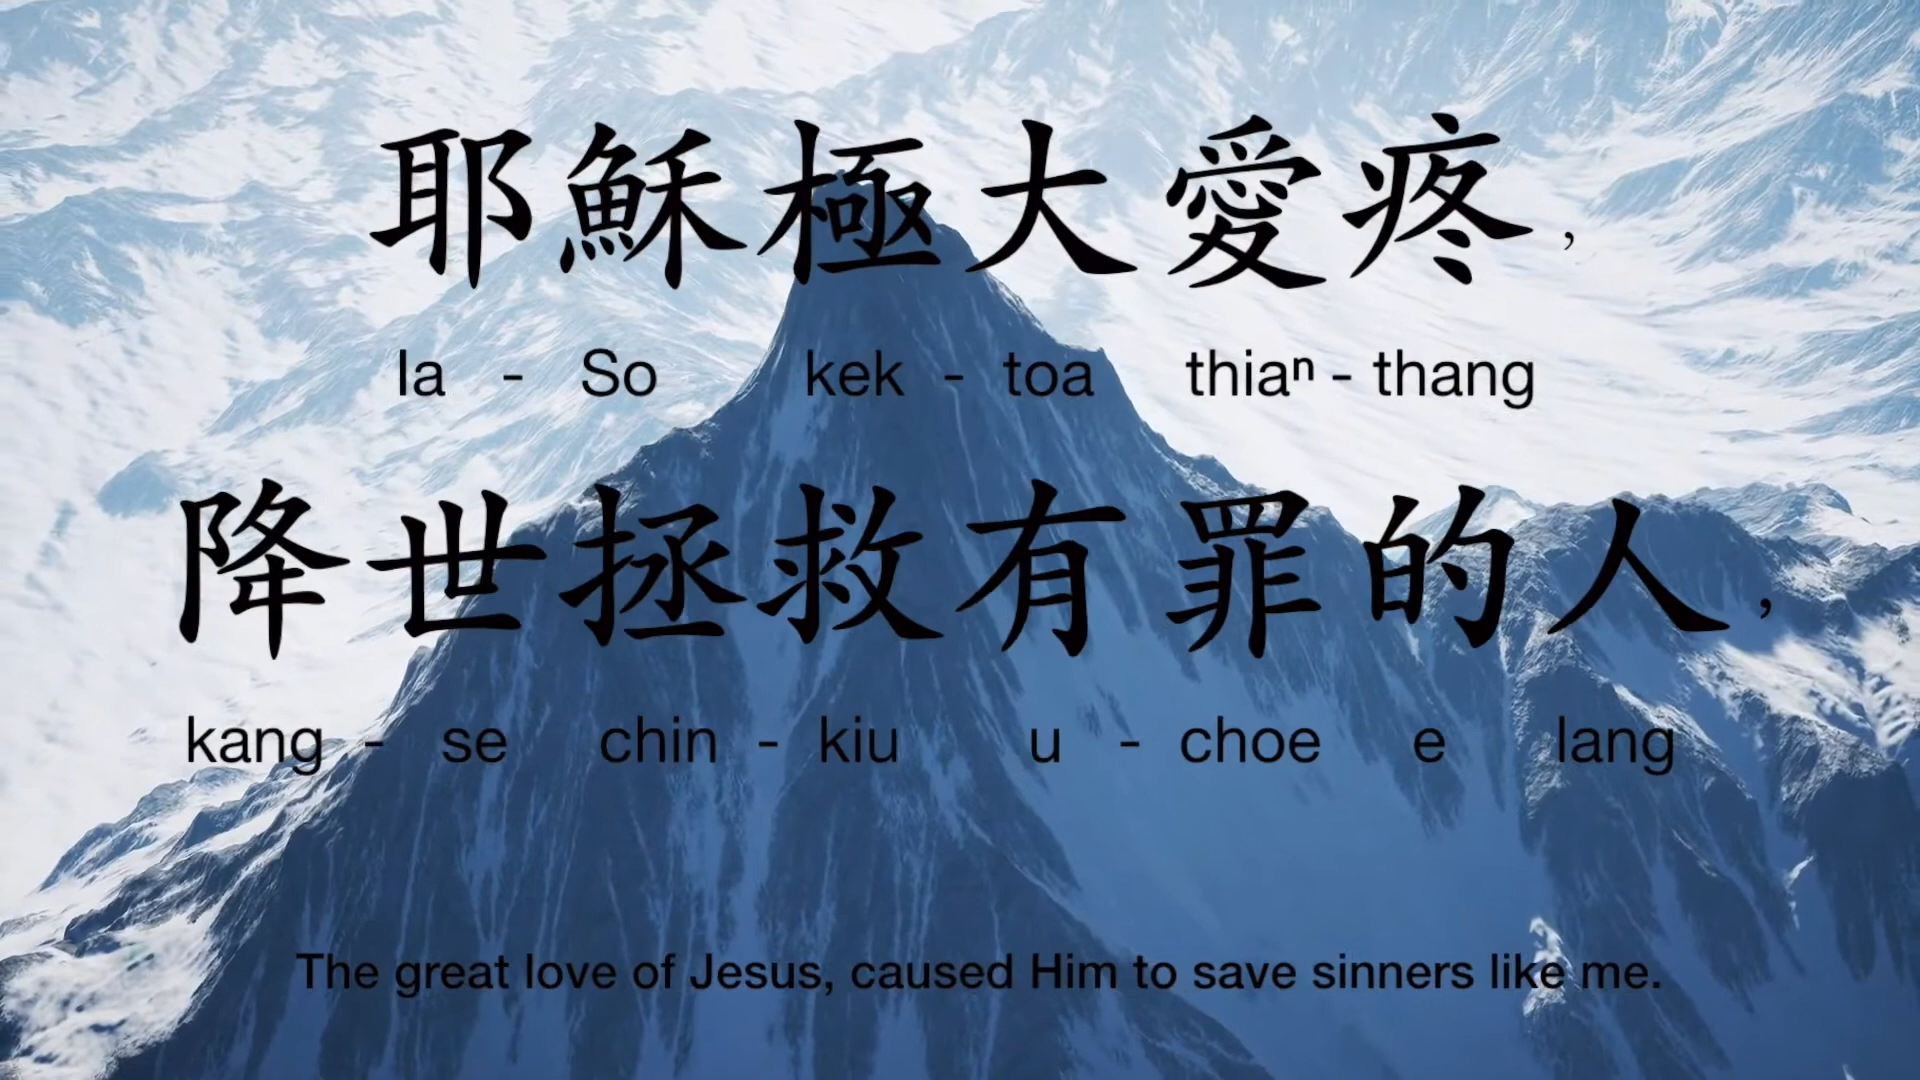 耶穌極大愛疼，
Ia - So kek - toa thiaⁿ - thang
降世拯救有罪的人，
kang - se chin - kiu u - choe e lang
The great love of Jesus, caused Him to save sinners like me.